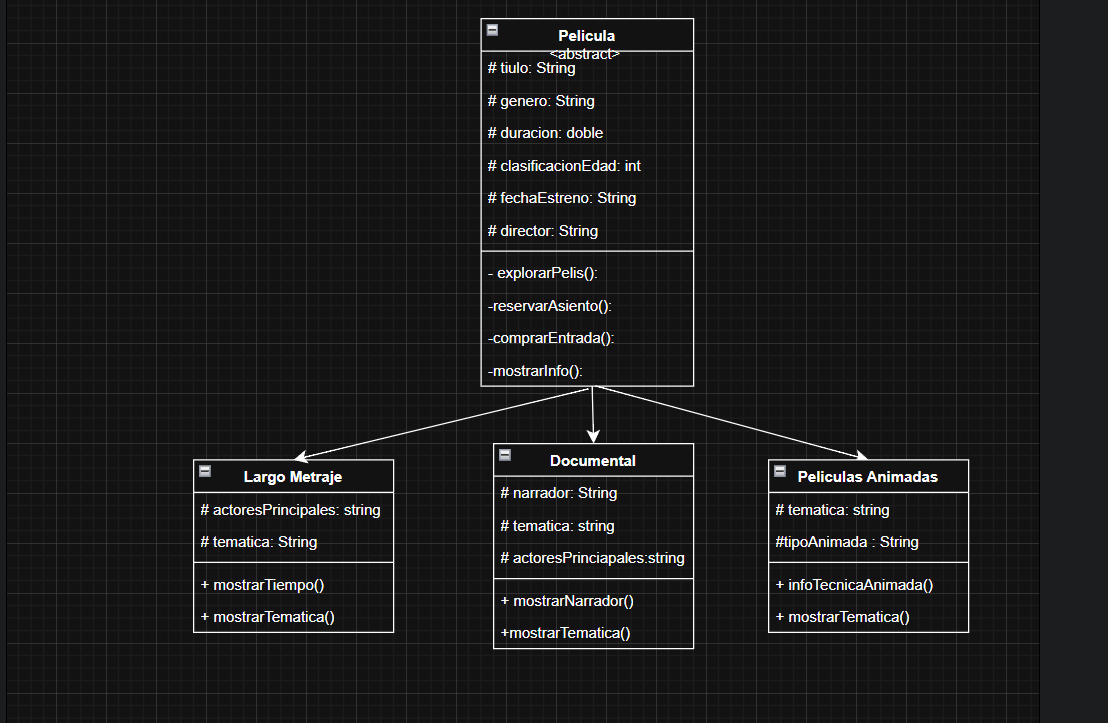 Pelicula
<abstract>
# tiulo: String
# genero: String
# duracion: doble
# clasificacionEdad: int
# fechaEstreno: String
# director: String
- explorarPelis():
-reservarAsiento():
-comprarEntrada():
-mostrarInfo():
Largo Metraje
# actoresPrincipales: string
# tematica: String
+ mostrarTiempo()
+ mostrarTematica()
Documental
# narrador: String
# tematica: string
# actoresPrinciapales:string
+ mostrarNarrador()
+mostrarTematica()
Peliculas Animadas
# tematica: string
#tipoAnimada : String
+ infoTecnicaAnimada()
+ mostrarTematica()